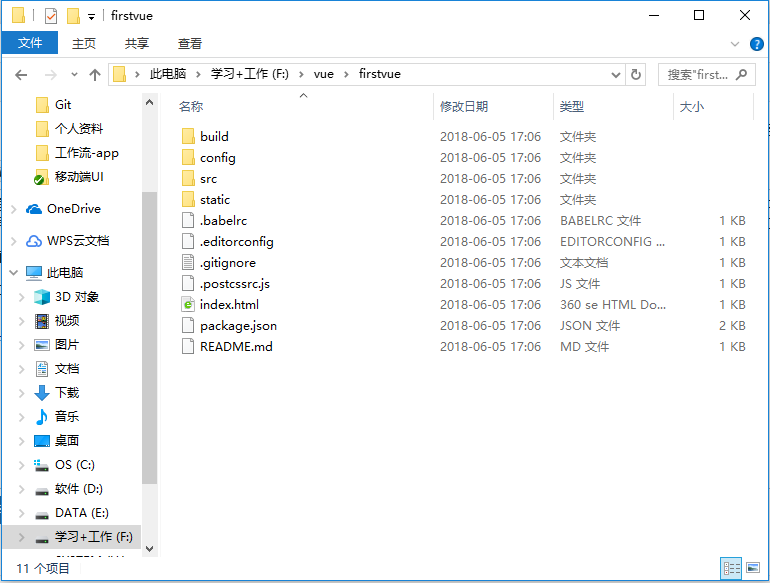 firstvue
文件 主页 共享 查看
此电脑 学习+工作 (F:) vue firstvue 搜索"first...
名称 修改日期 类型 大小
Git
个人资料
工作流-app
移动端UI
OneDrive
WPS云文档
此电脑
3D 对象
视频
图片
文档
下载
音乐
桌面
OS (C:)
软件 (D:)
DATA (E:)
学习+工作 (F:)
build 2018-06-05 17:06 文件夹
config 2018-06-05 17:06 文件夹
src 2018-06-05 17:06 文件夹
static 2018-06-05 17:06 文件夹
.babelrc 2018-06-05 17:06 BABELRC 文件 1 KB
.editorconfig 2018-06-05 17:06 EDITORCONFIG ... 1 KB
.gitignore 2018-06-05 17:06 文本文档 1 KB
.postcssrc.js 2018-06-05 17:06 JS 文件 1 KB
index.html 2018-06-05 17:06 360 se HTML Do... 1 KB
package.json 2018-06-05 17:06 JSON 文件 2 KB
README.md 2018-06-05 17:06 MD 文件 1 KB
11 个项目